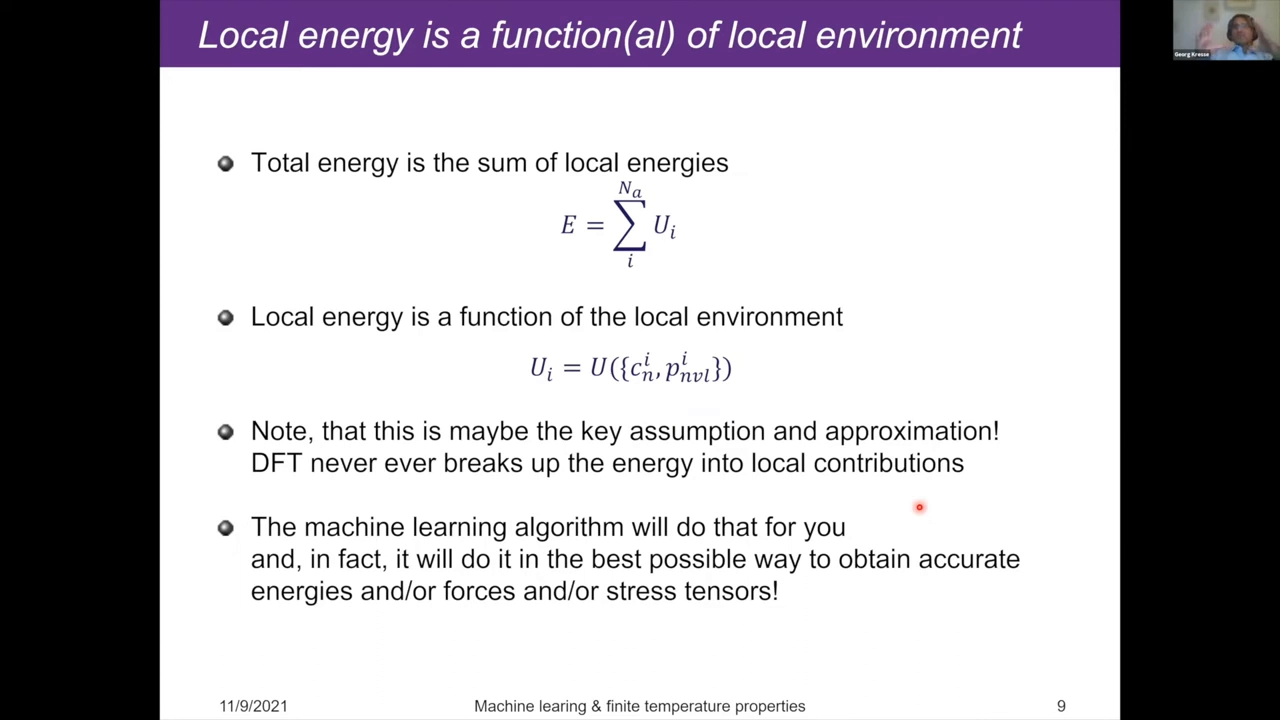 Local energy is a function(al) of local environment
Georg Kresse
Total energy is the sum of local energies
E = \sum_{i}^{N_a} U_i
Local energy is a function of the local environment
U_i = U(\{c_n^i, p_{nνl}^i\})
Note, that this is maybe the key assumption and approximation!
DFT never ever breaks up the energy into local contributions
The machine learning algorithm will do that for you
and, in fact, it will do it in the best possible way to obtain accurate
energies and/or forces and/or stress tensors!
11/9/2021 Machine learing & finite temperature properties 9